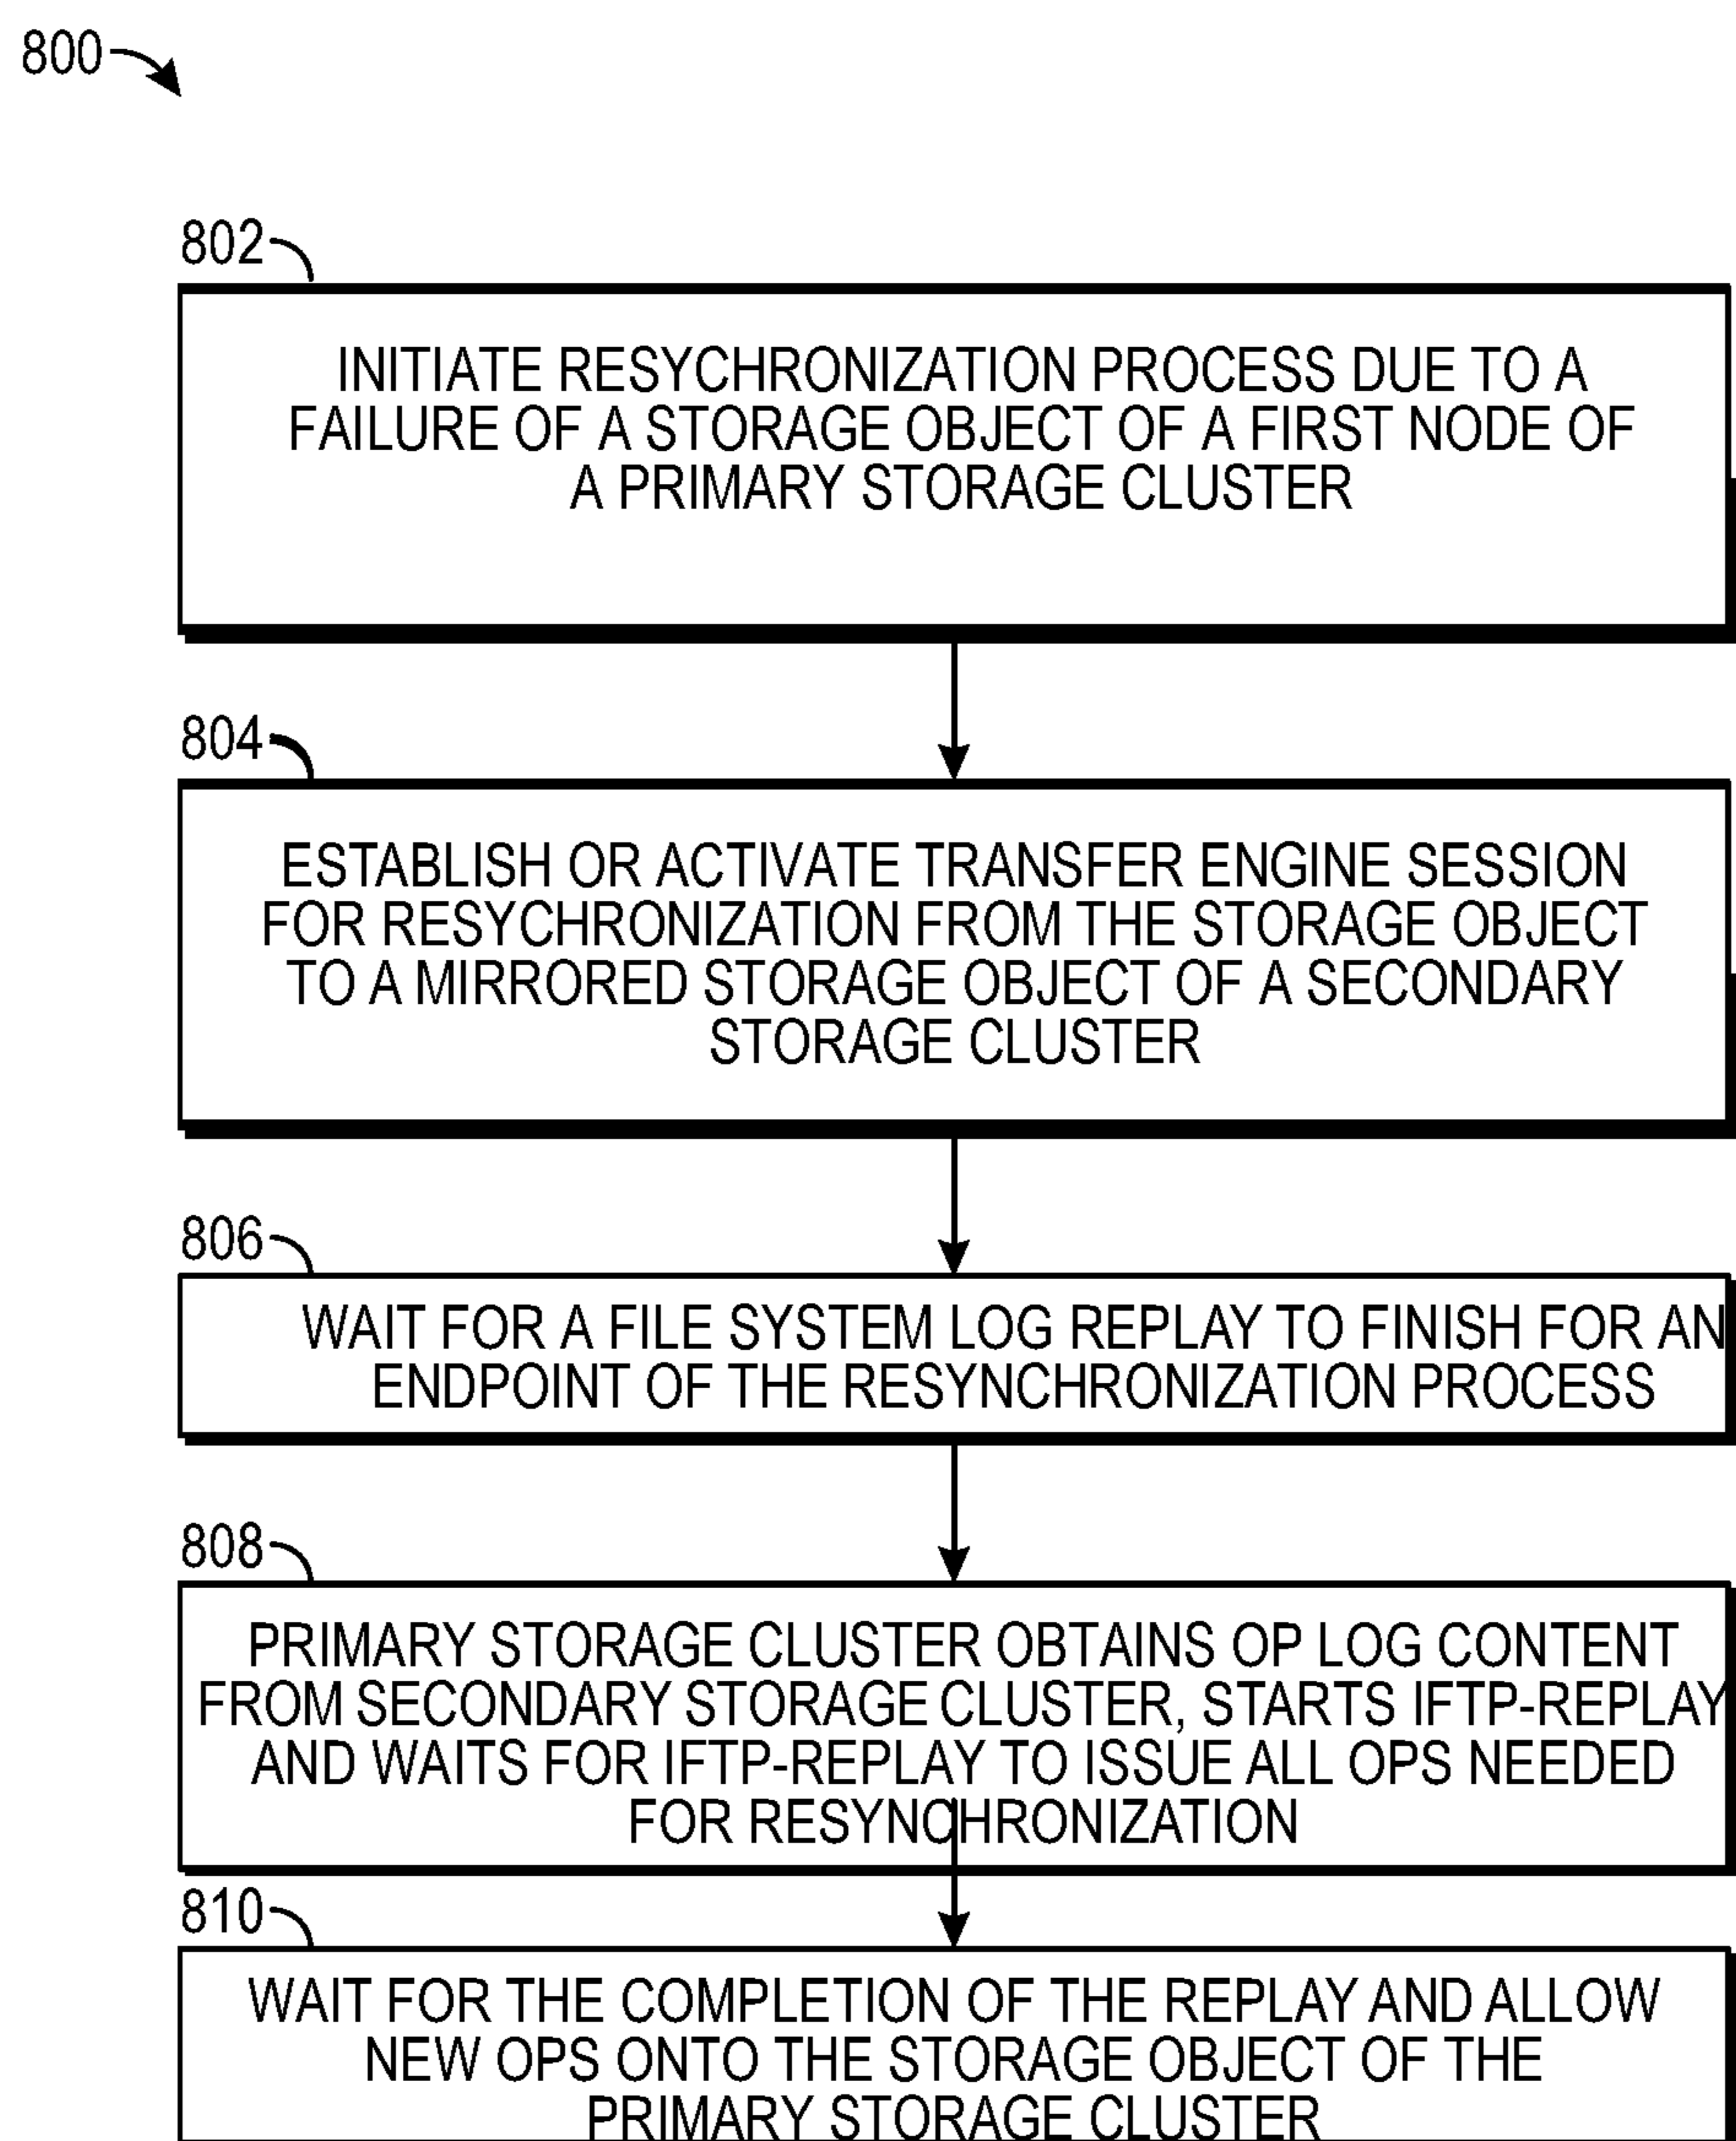 800
802
INITIATE RESYCHRONIZATION PROCESS DUE TO A
FAILURE OF A STORAGE OBJECT OF A FIRST NODE OF
A PRIMARY STORAGE CLUSTER
804
ESTABLISH OR ACTIVATE TRANSFER ENGINE SESSION
FOR RESYCHRONIZATION FROM THE STORAGE OBJECT
TO A MIRRORED STORAGE OBJECT OF A SECONDARY
STORAGE CLUSTER
806
WAIT FOR A FILE SYSTEM LOG REPLAY TO FINISH FOR AN
ENDPOINT OF THE RESYNCHRONIZATION PROCESS
808
PRIMARY STORAGE CLUSTER OBTAINS OP LOG CONTENT
FROM SECONDARY STORAGE CLUSTER, STARTS IFTP-REPLAY
AND WAITS FOR IFTP-REPLAY TO ISSUE ALL OPS NEEDED
FOR RESYNCHRONIZATION
810
WAIT FOR THE COMPLETION OF THE REPLAY AND ALLOW
NEW OPS ONTO THE STORAGE OBJECT OF THE
PRIMARY STORAGE CLUSTER